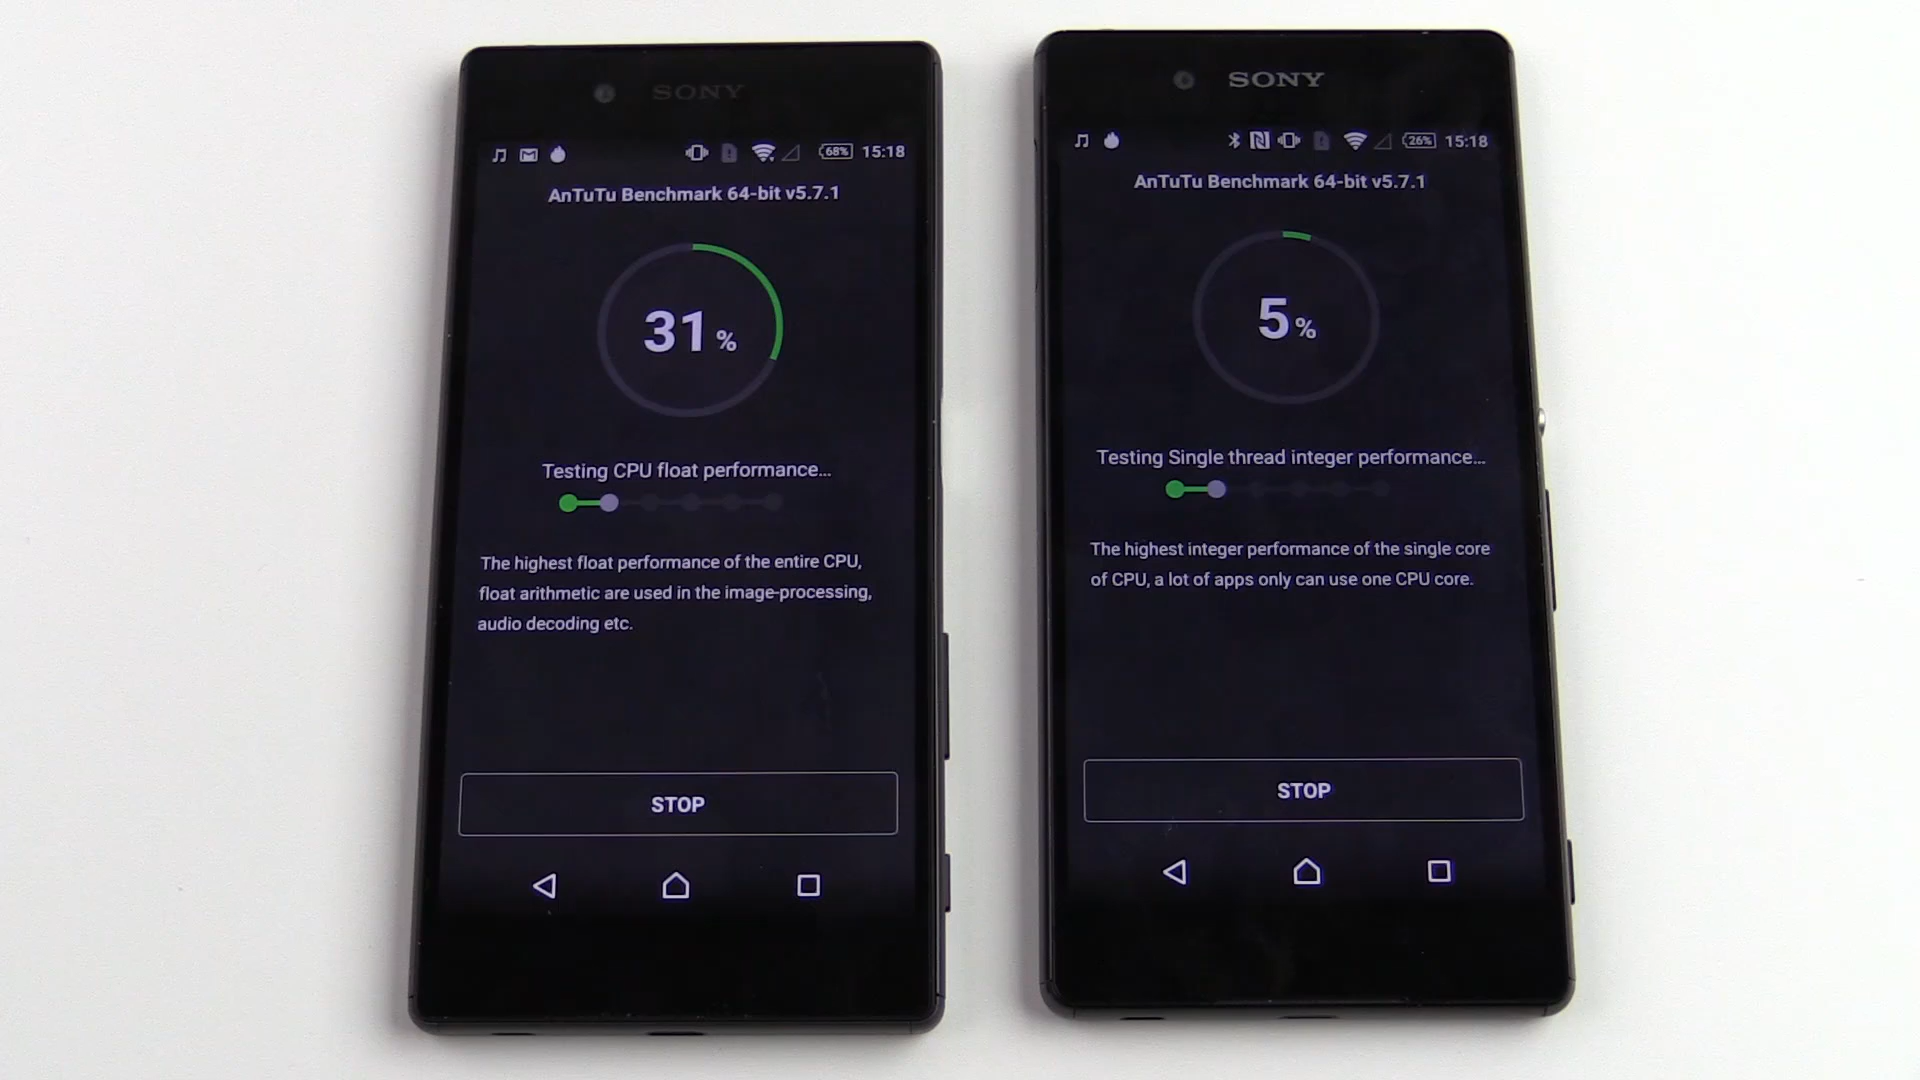 SONY
68% 15:18
AnTuTu Benchmark 64-bit v5.7.1
31 %
Testing CPU float performance...
The highest float performance of the entire CPU,
float arithmetic are used in the image-processing,
audio decoding etc.
STOP
SONY
26% 15:18
AnTuTu Benchmark 64-bit v5.7.1
5 %
Testing Single thread integer performance...
The highest integer performance of the single core
of CPU, a lot of apps only can use one CPU core.
STOP